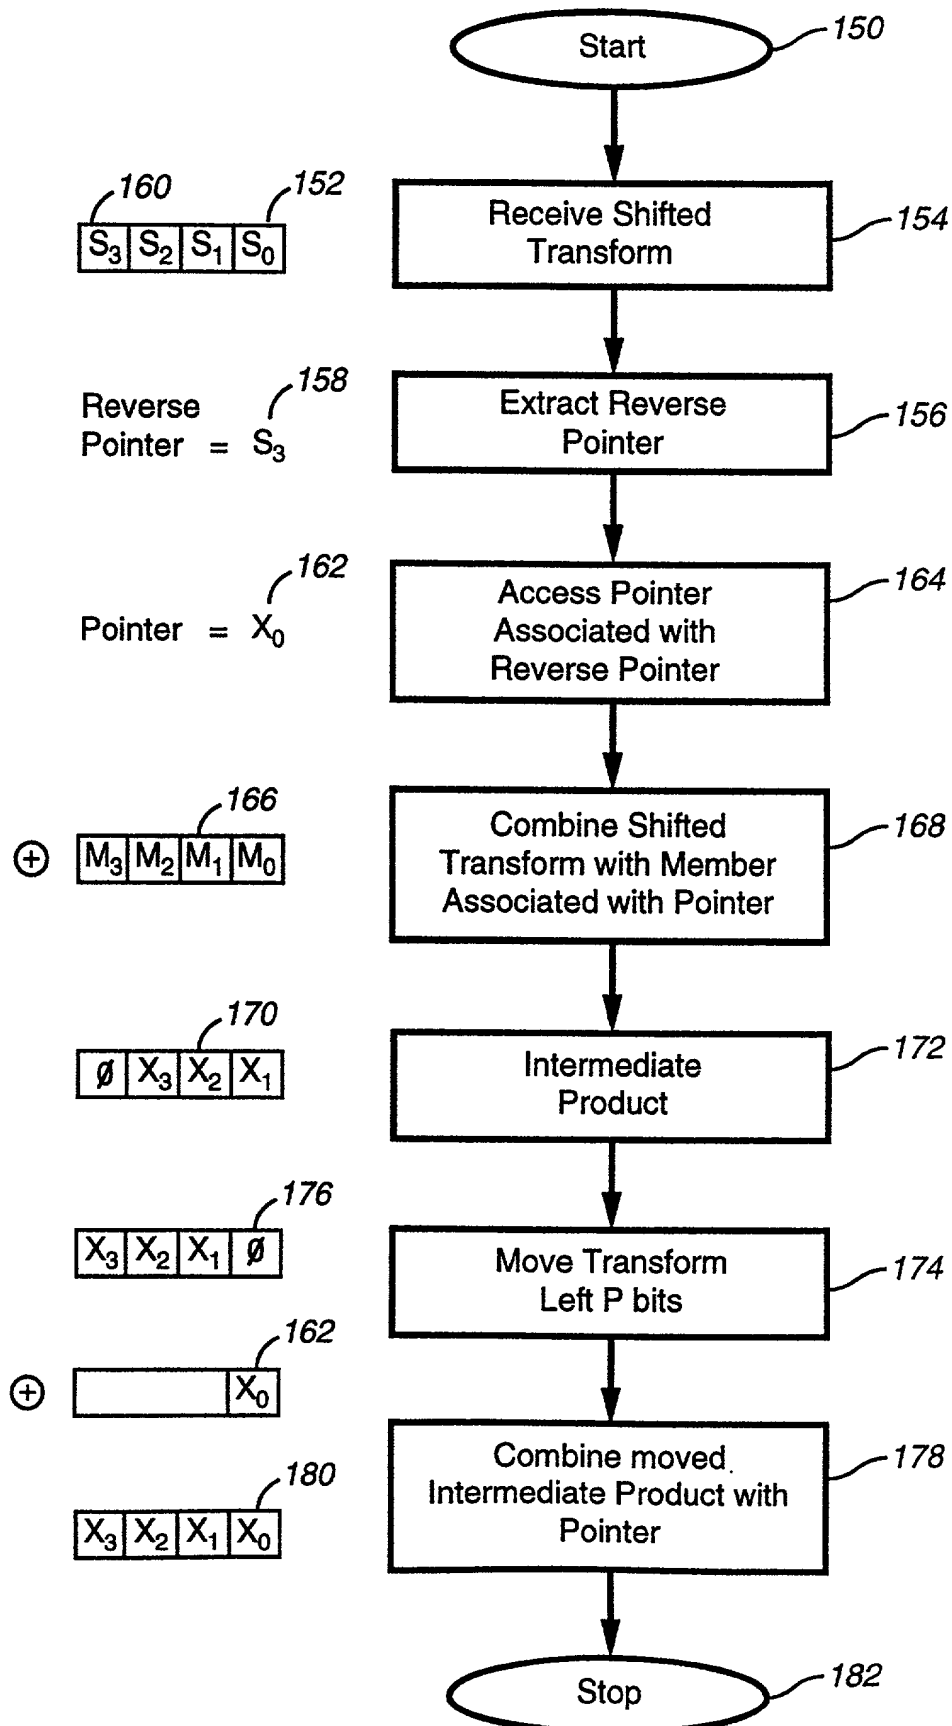 Start
150
160
152
S₃ S₂ S₁ S₀
Receive Shifted
Transform
154
Reverse
Pointer = S₃
158
Extract Reverse
Pointer
156
Pointer = X₀
162
Access Pointer
Associated with
Reverse Pointer
164
⊕ M₃ M₂ M₁ M₀
166
Combine Shifted
Transform with Member
Associated with Pointer
168
170
Ø X₃ X₂ X₁
Intermediate
Product
172
176
X₃ X₂ X₁ Ø
Move Transform
Left P bits
174
162
⊕ X₀
180
X₃ X₂ X₁ X₀
Combine moved
Intermediate Product with
Pointer
178
Stop
182